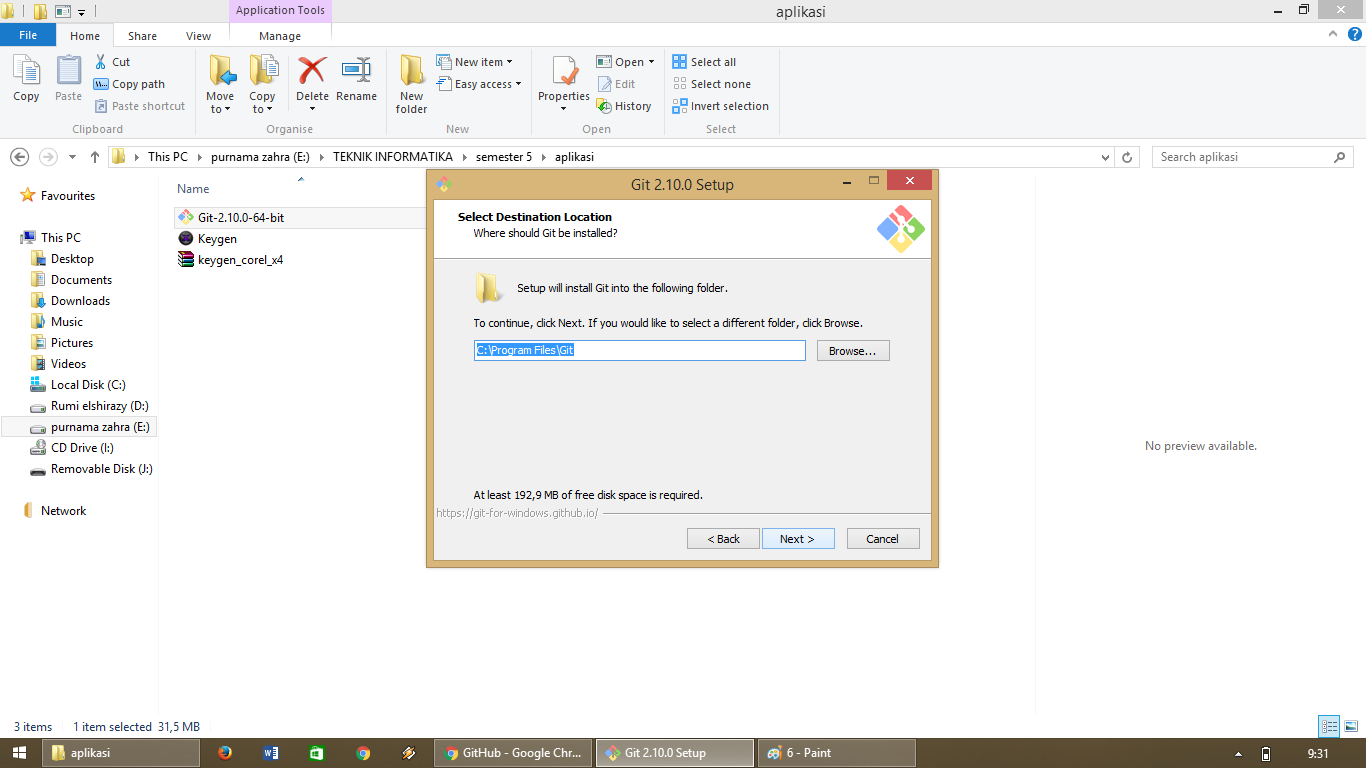 Application Tools
aplikasi
File
Home
Share
View
Manage
Copy
Paste
Cut
Copy path
Paste shortcut
Clipboard
Move to
Copy to
Delete
Rename
Organise
New folder
New item
Easy access
New
Properties
Open
Edit
History
Open
Select all
Select none
Invert selection
Select
This PC
purnama zahra (E:)
TEKNIK INFORMATIKA
semester 5
aplikasi
Search aplikasi
Favourites
This PC
Desktop
Documents
Downloads
Music
Pictures
Videos
Local Disk (C:)
Rumi elshirazy (D:)
purnama zahra (E:)
CD Drive (I:)
Removable Disk (J:)
Network
Name
Git-2.10.0-64-bit
Keygen
keygen_corel_x4
Git 2.10.0 Setup
Select Destination Location
Where should Git be installed?
Setup will install Git into the following folder.
To continue, click Next. If you would like to select a different folder, click Browse.
C:\Program Files\Git
Browse...
At least 192,9 MB of free disk space is required.
https://git-for-windows.github.io/
< Back
Next >
Cancel
No preview available.
3 items
1 item selected 31,5 MB
aplikasi
GitHub - Google Chr...
Git 2.10.0 Setup
6 - Paint
9:31